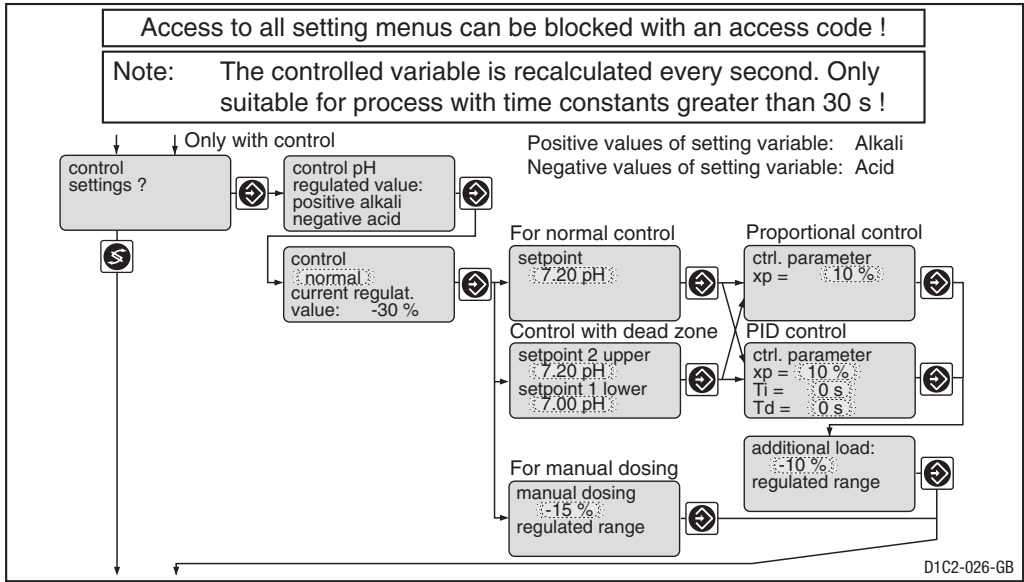 Access to all setting menus can be blocked with an access code !
Note: The controlled variable is recalculated every second. Only
suitable for process with time constants greater than 30 s !
Only with control
Positive values of setting variable: Alkali
Negative values of setting variable: Acid
control
settings ?
control pH
regulated value:
positive alkali
negative acid
control
normal
current regulat.
value: -30 %
For normal control
setpoint
7.20 pH
Proportional control
ctrl. parameter
xp = 10 %
Control with dead zone
setpoint 2 upper
7.20 pH
setpoint 1 lower
7.00 pH
PID control
ctrl. parameter
xp = 10 %
Ti = 0 s
Td = 0 s
additional load:
-10 %
regulated range
For manual dosing
manual dosing
-15 %
regulated range
D1C2-026-GB